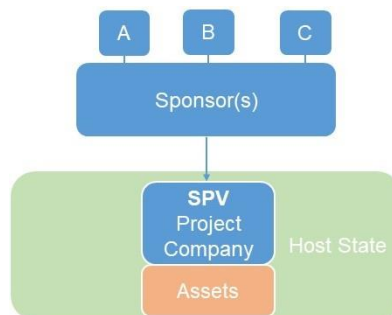 A
B
C
Sponsor(s)
SPV
Project
Company
Host State
Assets